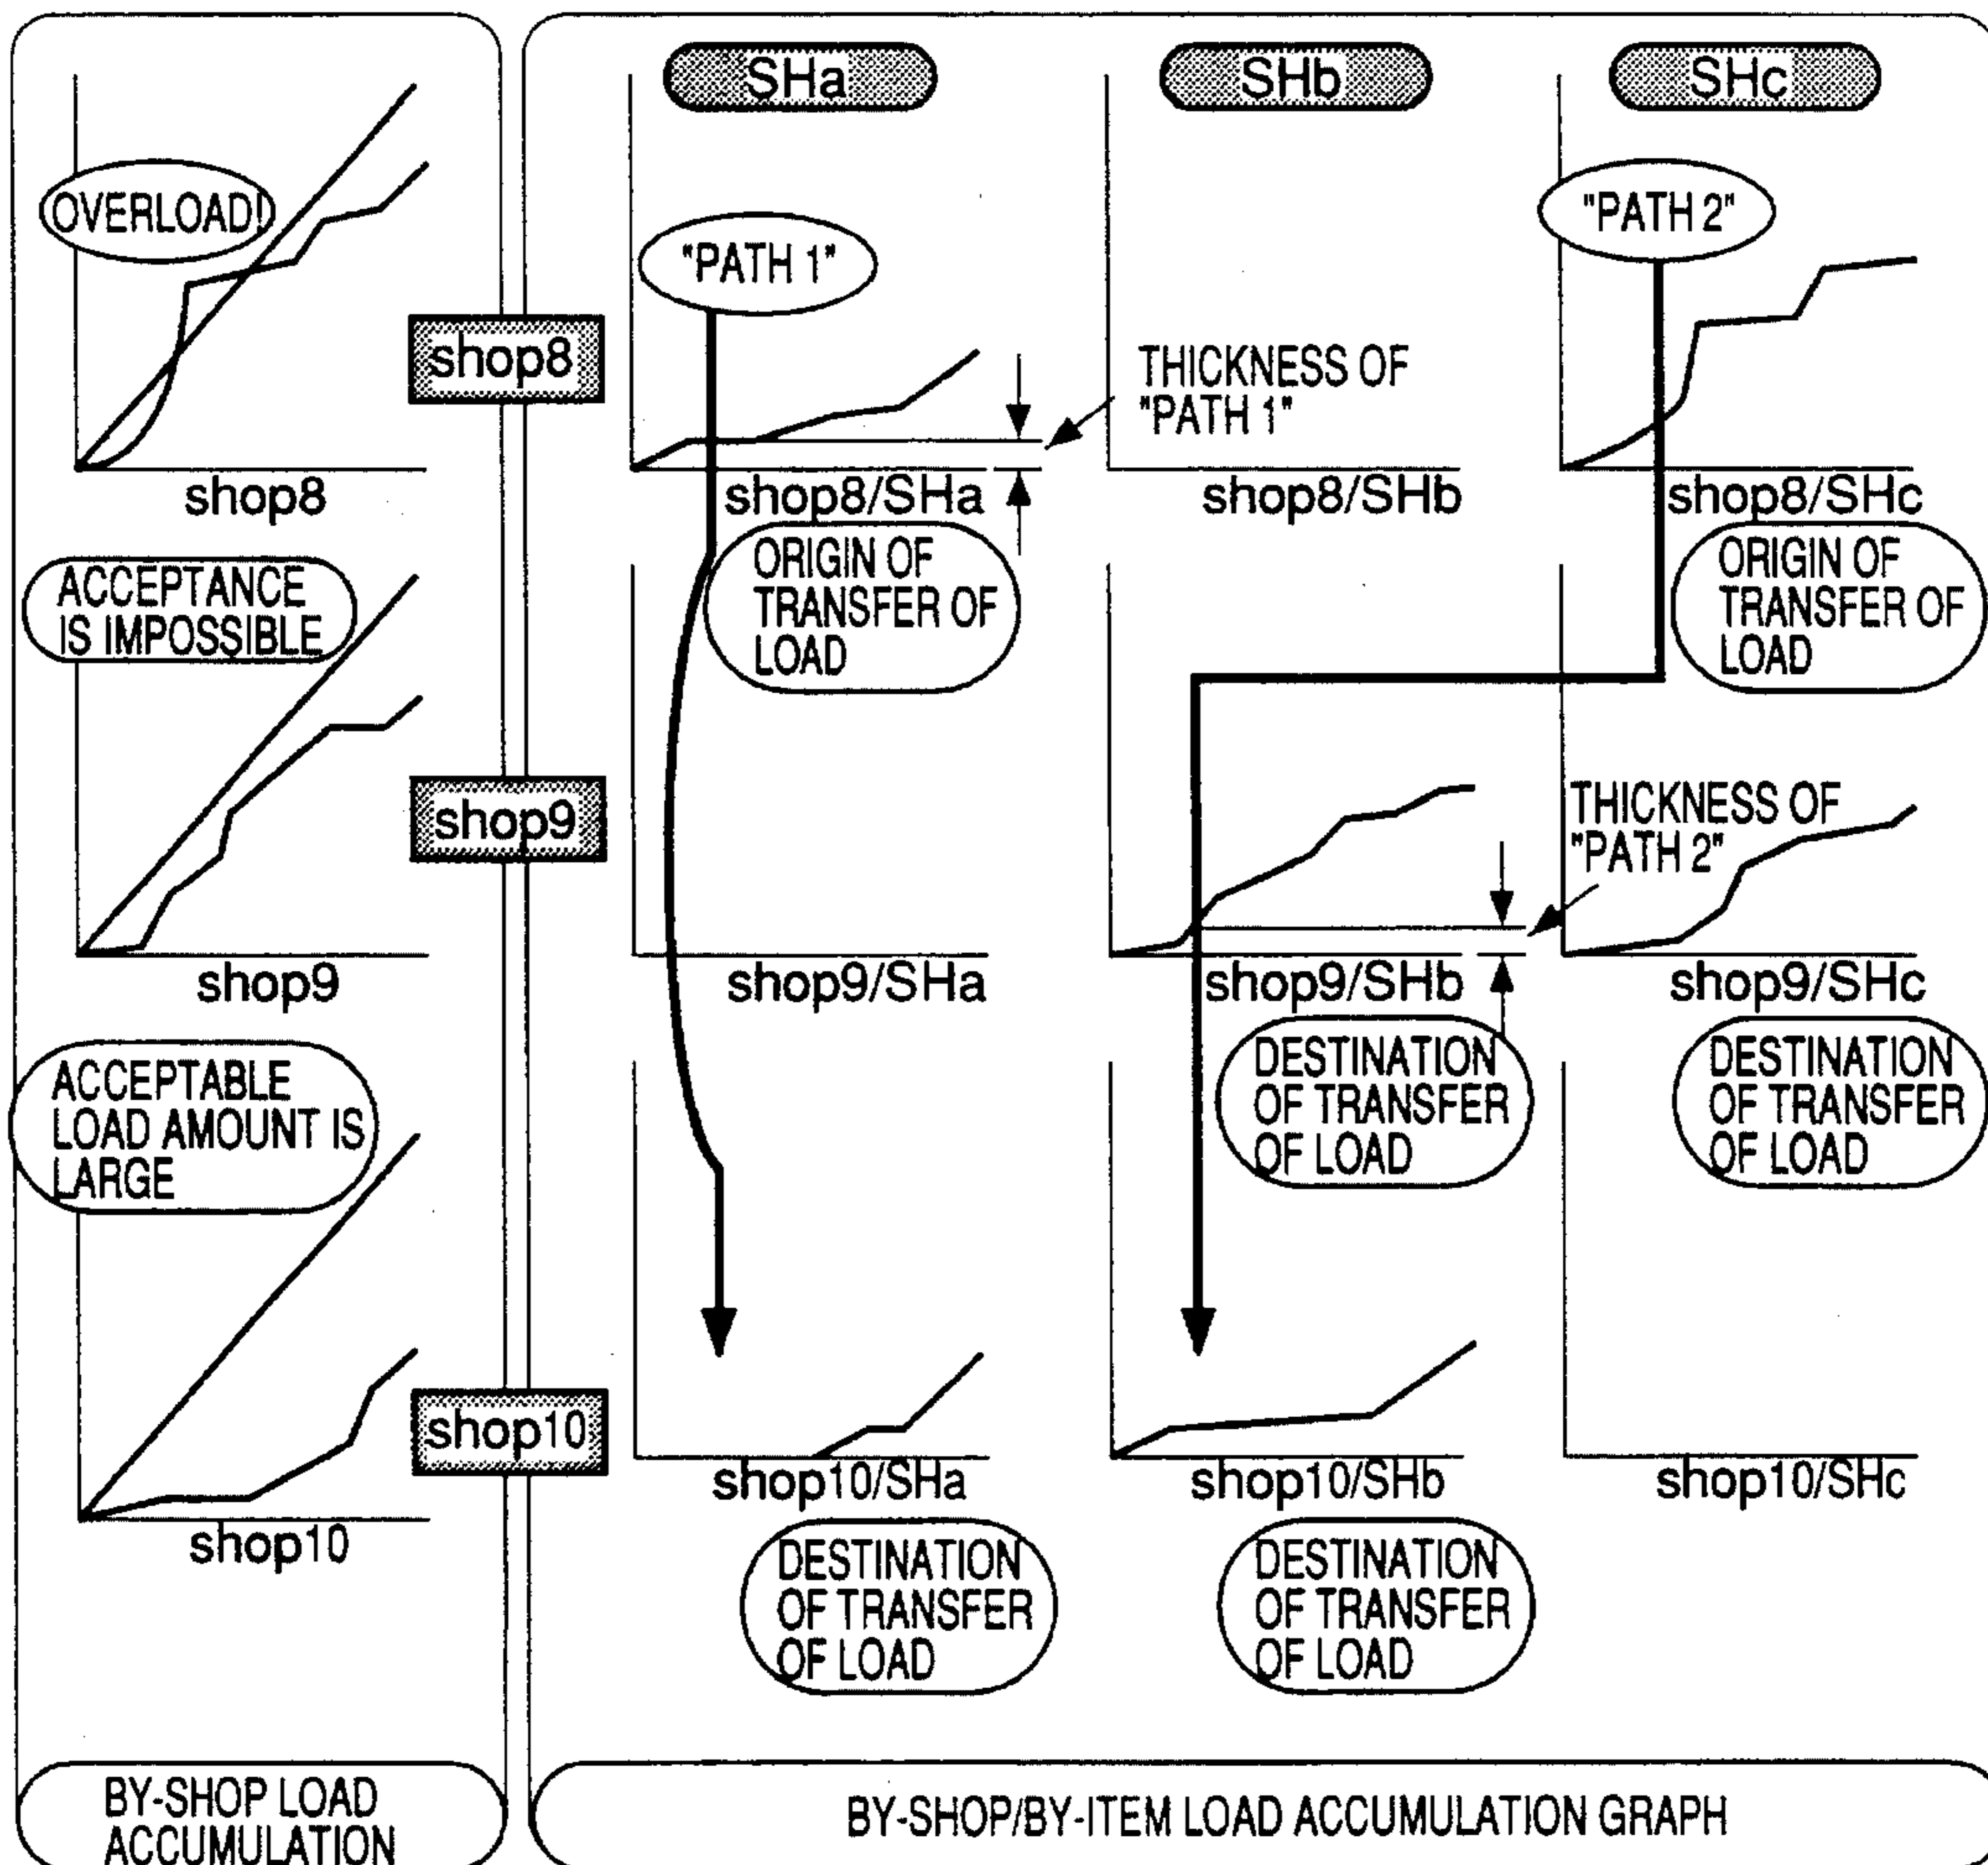 SHa
SHb
SHc
OVERLOAD!
"PATH 1"
"PATH 2"
shop8
THICKNESS OF
"PATH 1"
shop8
shop8/SHa
shop8/SHb
shop8/SHc
ACCEPTANCE
IS IMPOSSIBLE
ORIGIN OF
TRANSFER OF
LOAD
ORIGIN OF
TRANSFER OF
LOAD
shop9
THICKNESS OF
"PATH 2"
shop9
shop9/SHa
shop9/SHb
shop9/SHc
ACCEPTABLE
LOAD AMOUNT IS
LARGE
DESTINATION
OF TRANSFER
OF LOAD
DESTINATION
OF TRANSFER
OF LOAD
shop10
shop10
shop10/SHa
shop10/SHb
shop10/SHc
DESTINATION
OF TRANSFER
OF LOAD
DESTINATION
OF TRANSFER
OF LOAD
BY-SHOP LOAD
ACCUMULATION
BY-SHOP/BY-ITEM LOAD ACCUMULATION GRAPH